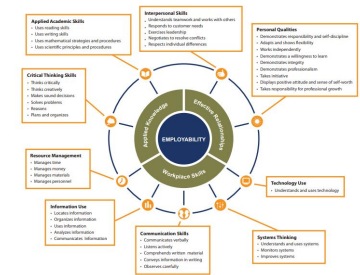 Applied Academic Skills
• Uses reading skills
• Uses writing skills
• Uses mathematical strategies and procedures
• Uses scientific principles and procedures
Interpersonal Skills
• Understands teamwork and works with others
• Responds to customer needs
• Exercises leadership
• Negotiates to resolve conflicts
• Respects individual differences
Personal Qualities
• Demonstrates responsibility and self-discipline
• Adapts and shows flexibility
• Works independently
• Demonstrates a willingness to learn
• Demonstrates integrity
• Demonstrates professionalism
• Takes initiative
• Displays positive attitude and sense of self-worth
• Takes responsibility for professional growth
Critical Thinking Skills
• Thinks critically
• Thinks creatively
• Makes sound decisions
• Solves problems
• Reasons
• Plans and organizes
Applied Knowledge
Effective Relationships
EMPLOYABILITY
Workplace Skills
Resource Management
• Manages time
• Manages money
• Manages materials
• Manages personnel
Technology Use
• Understands and uses technology
Information Use
• Locates information
• Organizes information
• Uses information
• Analyzes information
• Communicates information
Communication Skills
• Communicates verbally
• Listens actively
• Comprehends written material
• Conveys information in writing
• Observes carefully
Systems Thinking
• Understands and uses systems
• Monitors systems
• Improves systems